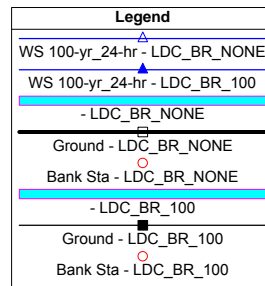 Legend
WS 100-yr_24-hr - LDC_BR_NONE
WS 100-yr_24-hr - LDC_BR_100
- LDC_BR_NONE
Ground - LDC_BR_NONE
Bank Sta - LDC_BR_NONE
- LDC_BR_100
Ground - LDC_BR_100
Bank Sta - LDC_BR_100